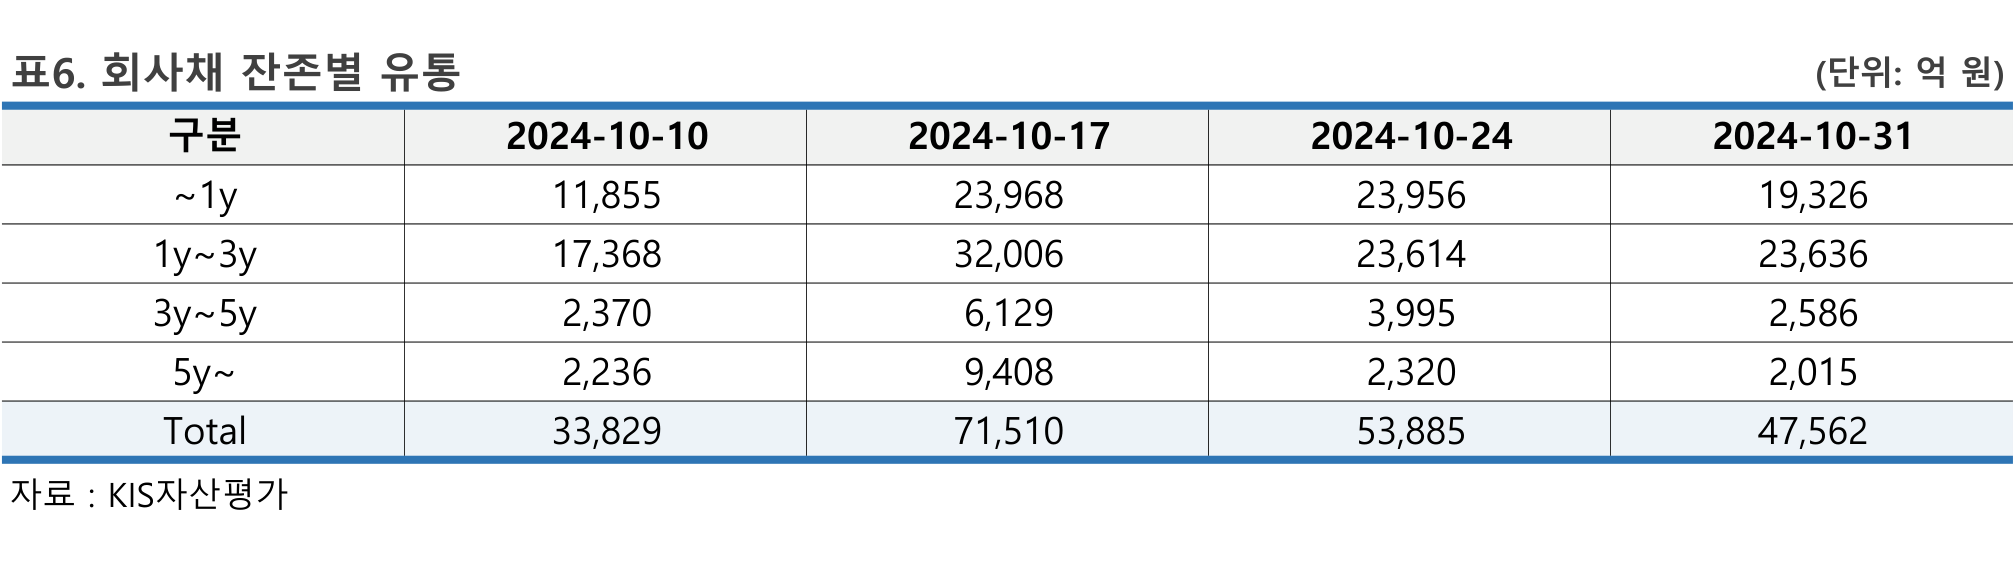 표6. 회사채 잔존별 유통 (단위: 억 원)
구분 2024-10-10 2024-10-17 2024-10-24 2024-10-31
~1y 11,855 23,968 23,956 19,326
1y~3y 17,368 32,006 23,614 23,636
3y~5y 2,370 6,129 3,995 2,586
5y~ 2,236 9,408 2,320 2,015
Total 33,829 71,510 53,885 47,562
자료 : KIS자산평가